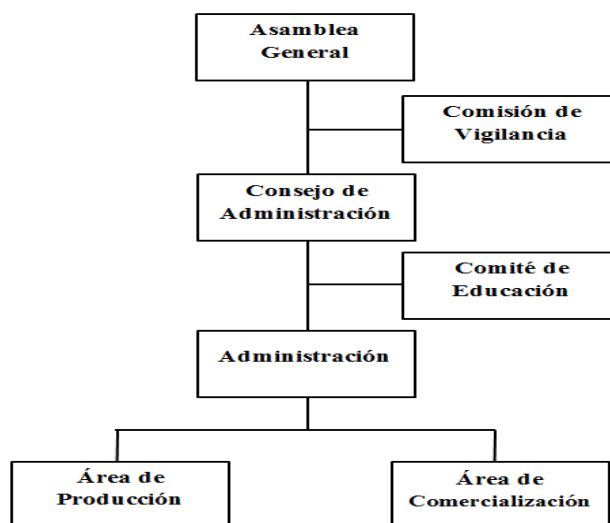 Asamblea
General
Comisión de
Vigilancia
Consejo de
Administración
Comité de
Educación
Administración
Área de
Producción
Área de
Comercialización